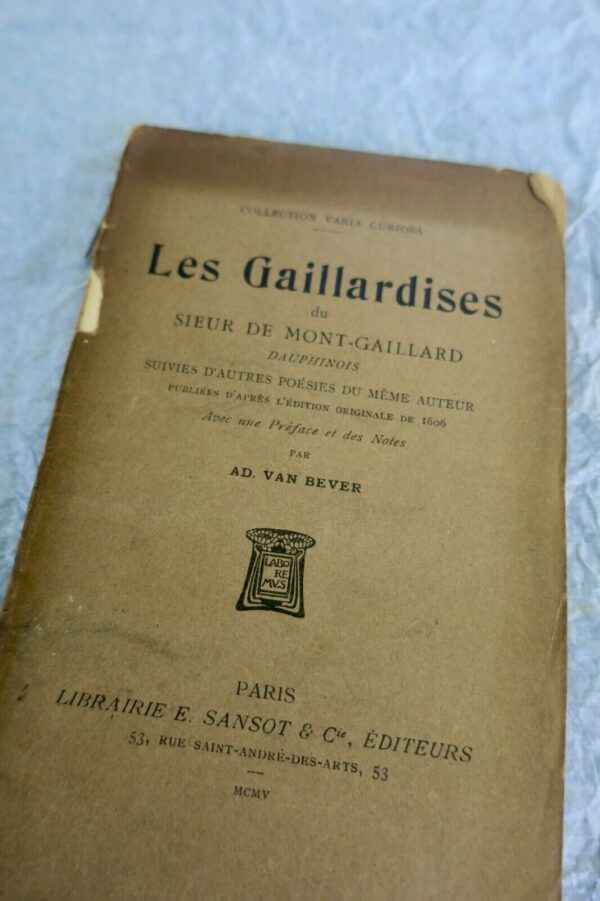 COLLECTION VARIA CURIOSA
Les Gaillardises
du
SIEUR DE MONT-GAILLARD
DAUPHINOIS
SUIVIES D'AUTRES POÉSIES DU MÊME AUTEUR
PUBLIÉES D'APRÈS L'ÉDITION ORIGINALE DE 1606
Avec une Préface et des Notes
PAR
AD. VAN BEVER
LABO
RE
MVS
PARIS
LIBRAIRIE E. SANSOT & Cie, ÉDITEURS
53, RUE SAINT-ANDRÉ-DES-ARTS, 53
MCMV